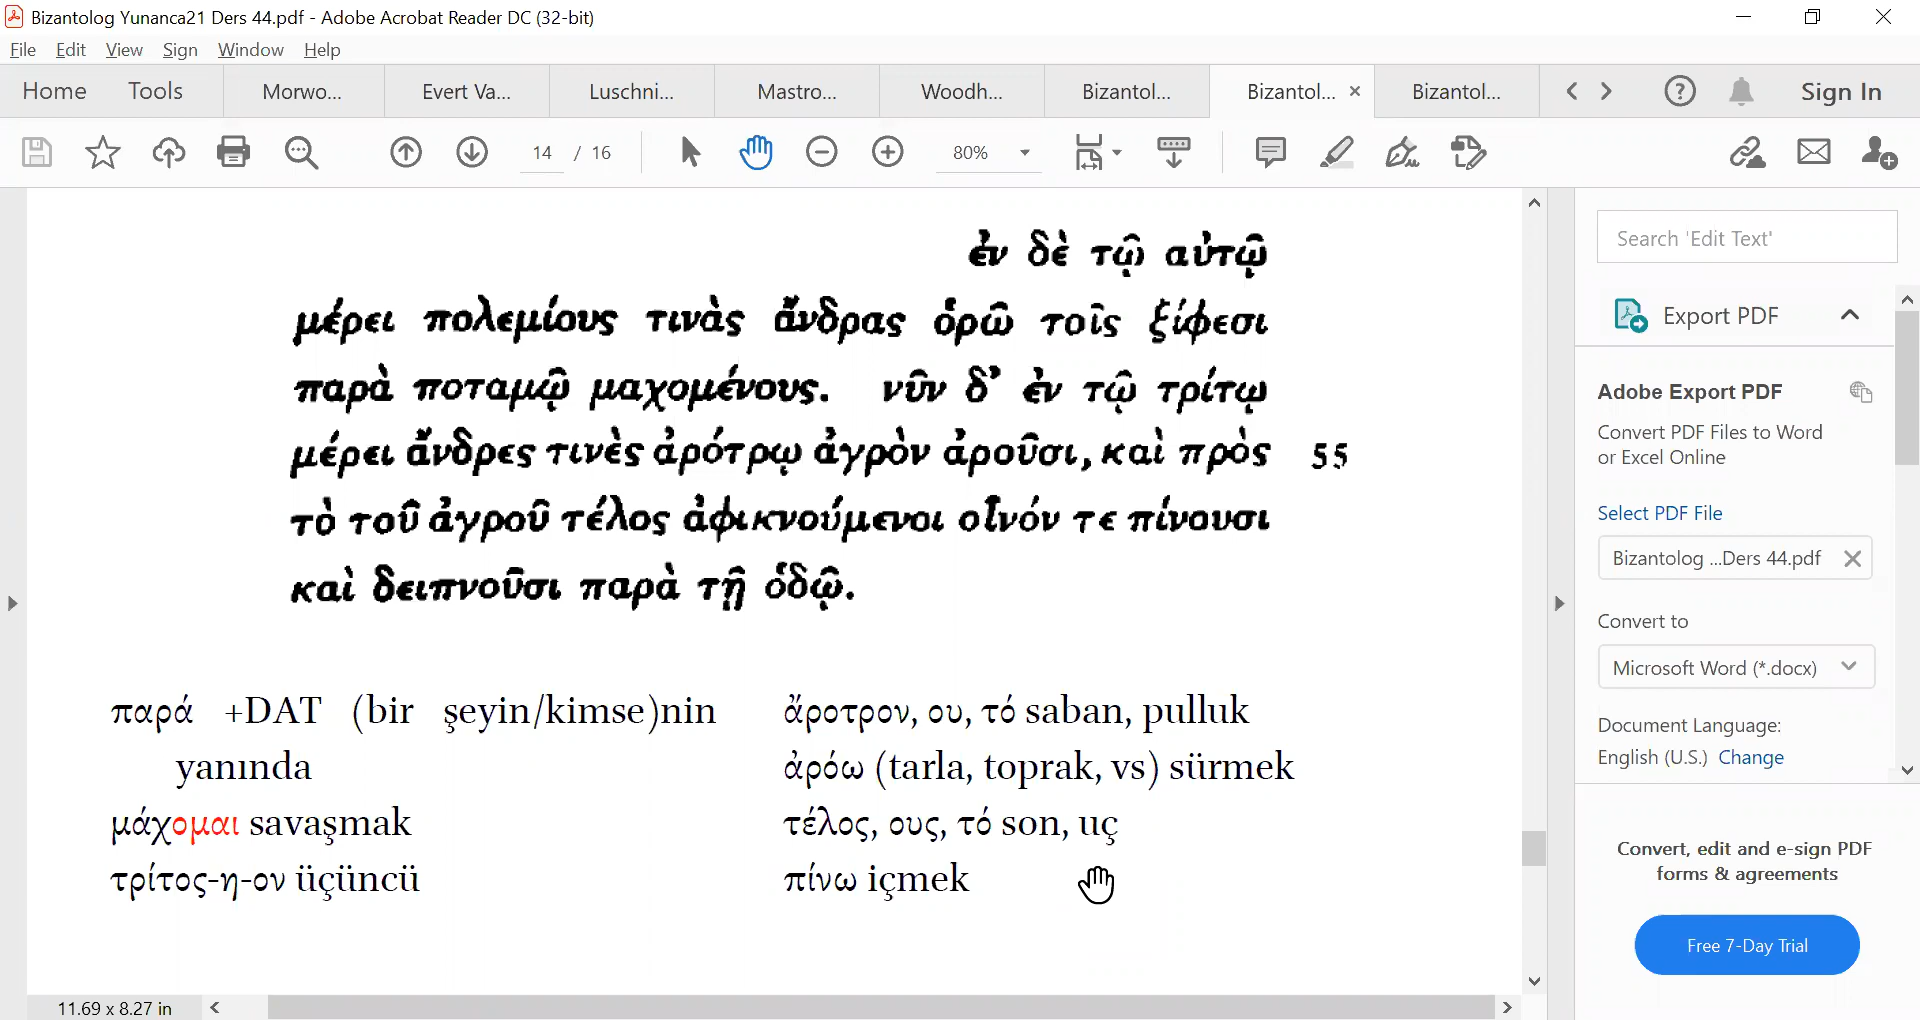 Bizantolog Yunanca21 Ders 44.pdf - Adobe Acrobat Reader DC (32-bit)
File Edit View Sign Window Help
Home Tools Morwo... Evert Va... Luschni... Mastro... Woodh... Bizantol... Bizantol... Bizantol... Sign In
14 / 16 80%
ἐν δὲ τῷ αὐτῷ
μέρει πολεμίους τινὰς ἄνδρας ὁρῶ τοῖς ξίφεσι
παρὰ ποταμῷ μαχομένους. νῦν δ’ ἐν τῷ τρίτῳ
μέρει ἄνδρες τινὲς ἀρότρῳ ἀγρὸν ἀροῦσι, καὶ πρὸς 55
τὸ τοῦ ἀγροῦ τέλος ἀφικνούμενοι οἶνόν τε πίνουσι
καὶ δειπνοῦσι παρὰ τῇ ὁδῷ.
παρά +DAT (bir şeyin/kimse)nin
yanında
μάχομαι savaşmak
τρίτος-η-ον üçüncü
ἄροτρον, ου, τό saban, pulluk
ἀρόω (tarla, toprak, vs) sürmek
τέλος, ους, τό son, uç
πίνω içmek
11.69 x 8.27 in
Search 'Edit Text'
Export PDF
Adobe Export PDF
Convert PDF Files to Word
or Excel Online
Select PDF File
Bizantolog ...Ders 44.pdf
Convert to
Microsoft Word (*.docx)
Document Language:
English (U.S.) Change
Convert, edit and e-sign PDF
forms & agreements
Free 7-Day Trial